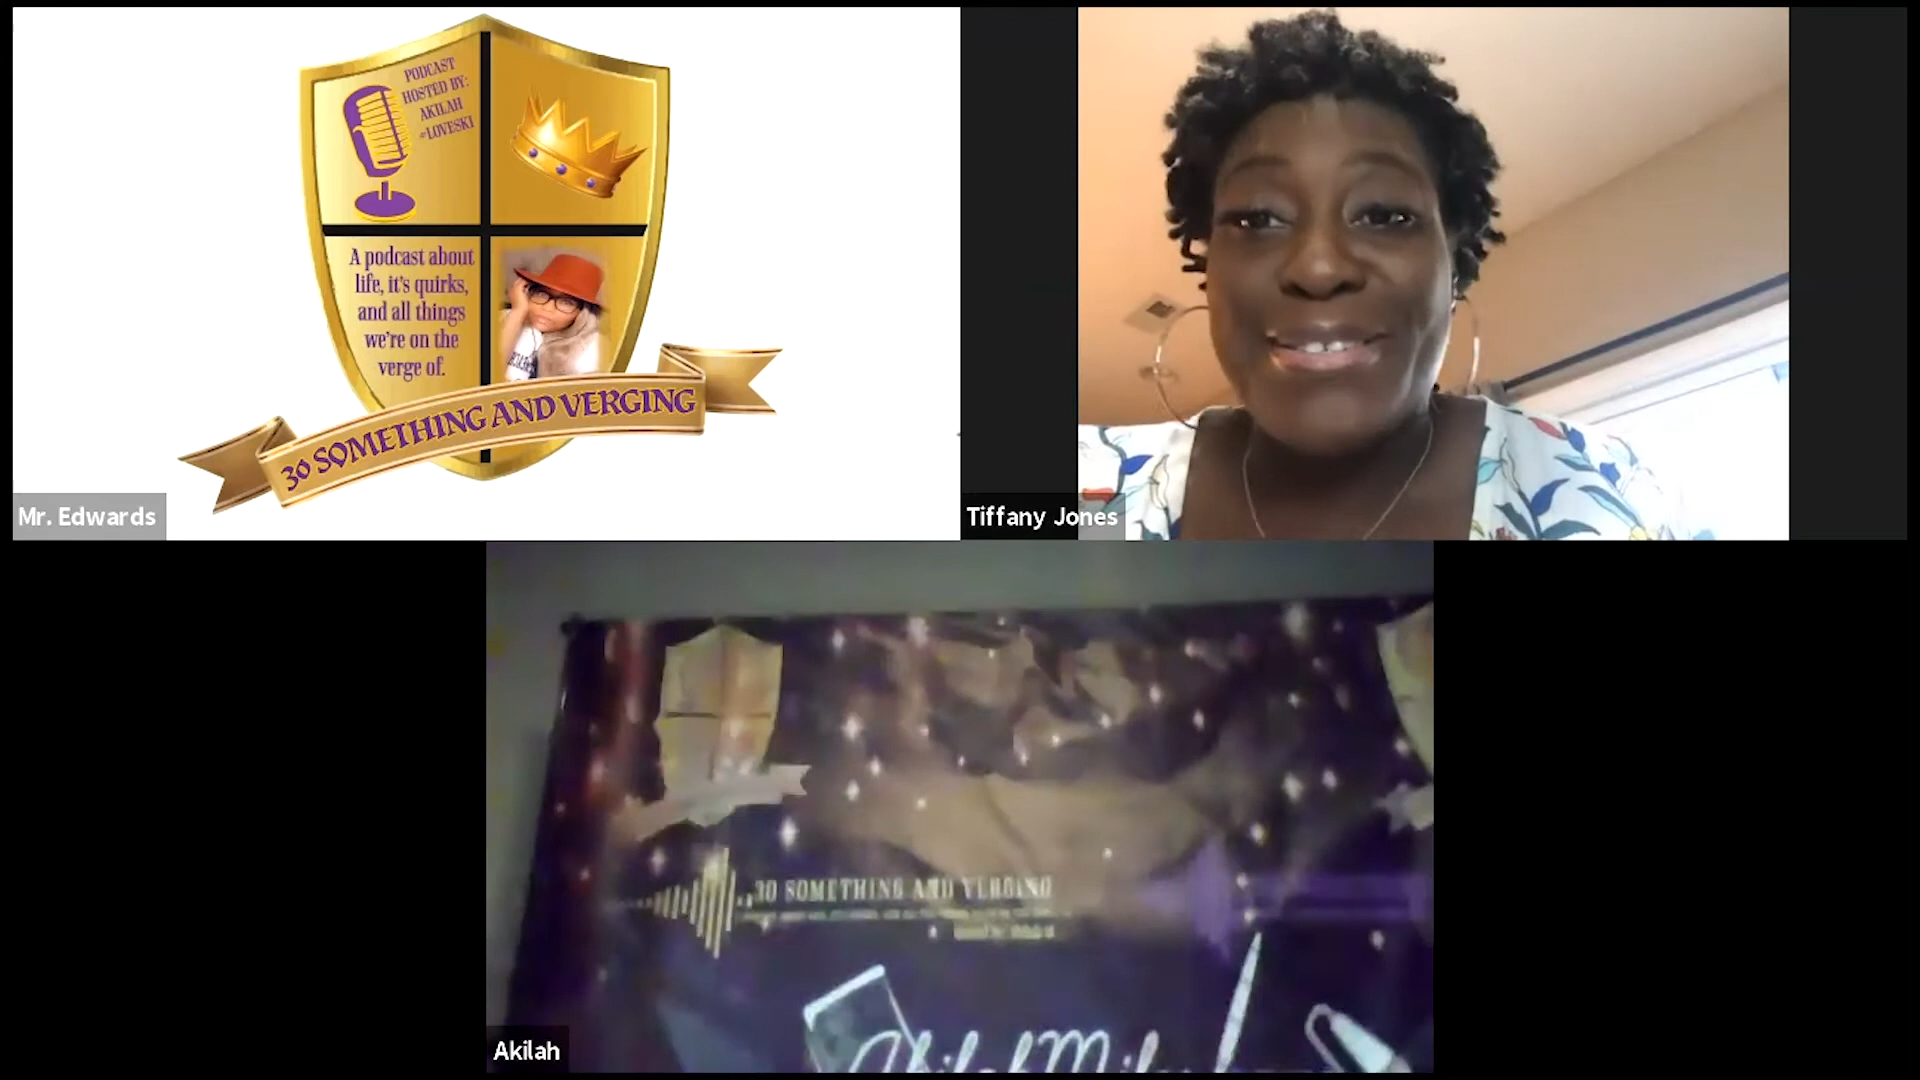 PODCAST
HOSTED BY:
AKILAH
#LOVESKI
A podcast about
life, it's quirks,
and all things
we're on the
verge of.
30 SOMETHING AND VERGING
Mr. Edwards
Tiffany Jones
30 SOMETHING AND VERGING
Akilah